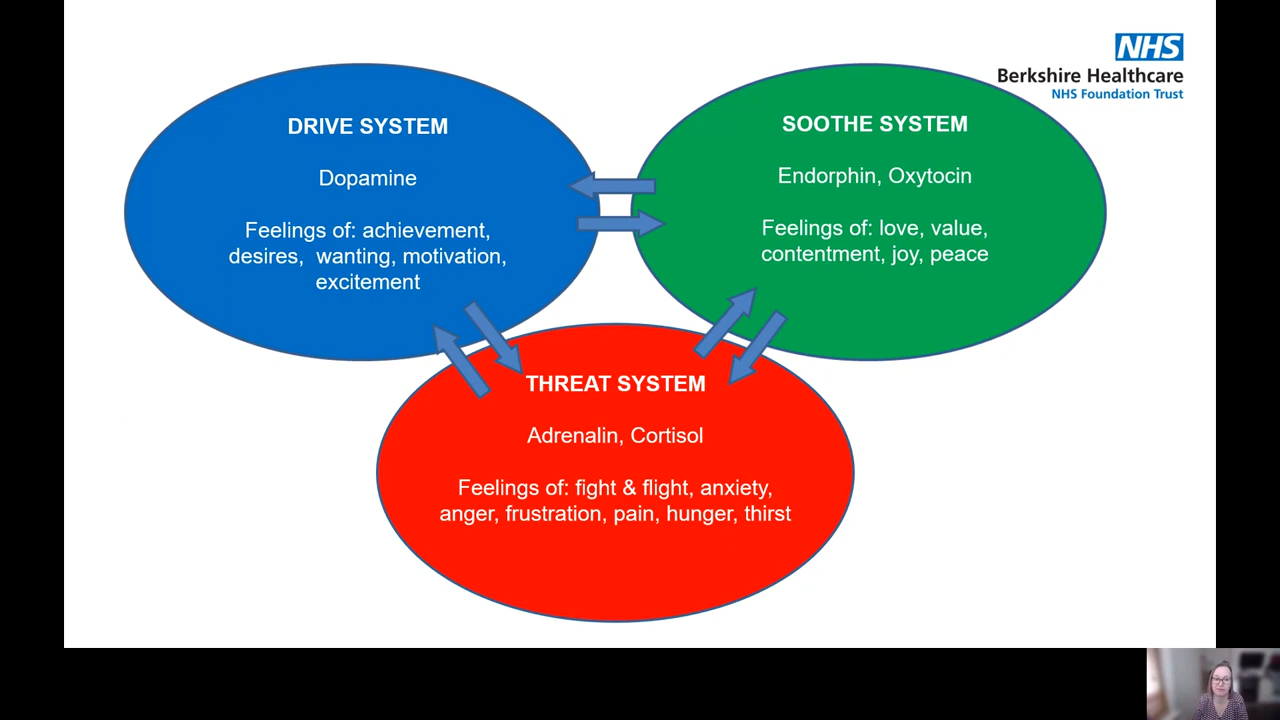 NHS
Berkshire Healthcare
NHS Foundation Trust
DRIVE SYSTEM
Dopamine
Feelings of: achievement,
desires,  wanting, motivation,
excitement
SOOTHE SYSTEM
Endorphin, Oxytocin
Feelings of: love, value,
contentment, joy, peace
THREAT SYSTEM
Adrenalin, Cortisol
Feelings of: fight & flight, anxiety,
anger, frustration, pain, hunger, thirst